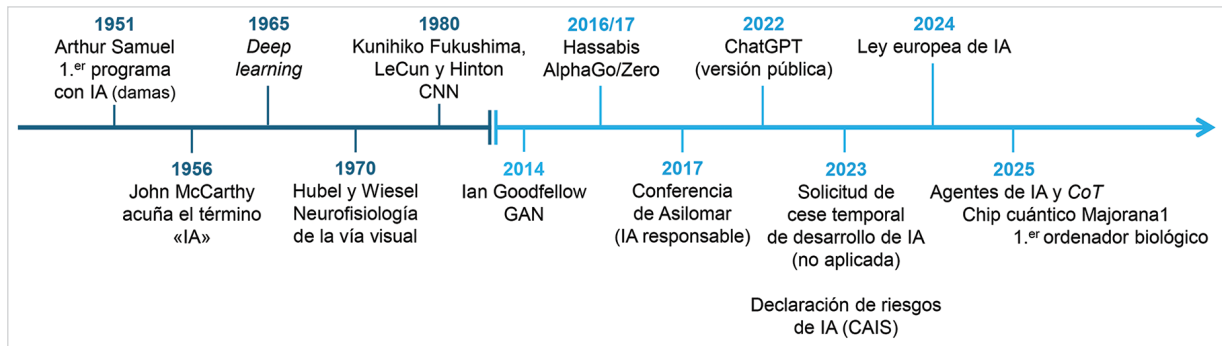 1951
Arthur Samuel
1.er programa
con IA (damas)
1965
Deep
learning
1980
Kunihiko Fukushima,
LeCun y Hinton
CNN
2016/17
Hassabis
AlphaGo/Zero
2022
ChatGPT
(versión pública)
2024
Ley europea de IA
1956
John McCarthy
acuña el término
«IA»
1970
Hubel y Wiesel
Neurofisiología
de la vía visual
2014
Ian Goodfellow
GAN
2017
Conferencia
de Asilomar
(IA responsable)
2023
Solicitud de
cese temporal
de desarrollo de IA
(no aplicada)
Declaración de riesgos
de IA (CAIS)
2025
Agentes de IA y CoT
Chip cuántico Majorana1
1.er ordenador biológico